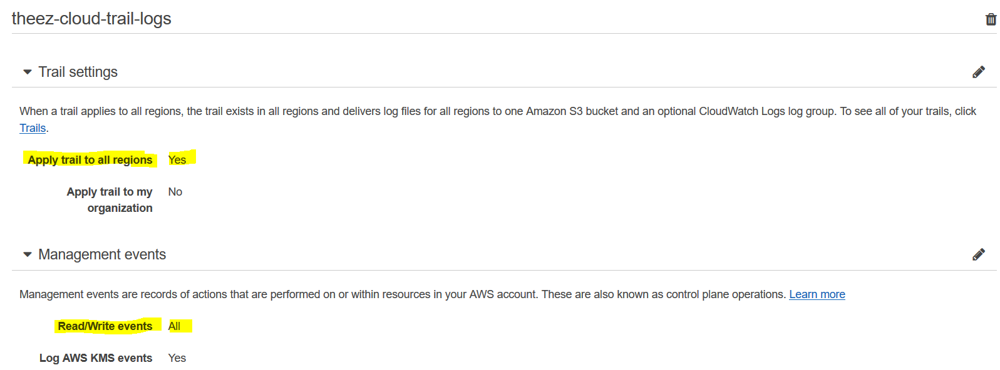 theez-cloud-trail-logs
Trail settings
When a trail applies to all regions, the trail exists in all regions and delivers log files for all regions to one Amazon S3 bucket and an optional CloudWatch Logs log group. To see all of your trails, click
Trails.
Apply trail to all regions Yes
Apply trail to my No
organization
Management events
Management events are records of actions that are performed on or within resources in your AWS account. These are also known as control plane operations. Learn more
Read/Write events All
Log AWS KMS events Yes